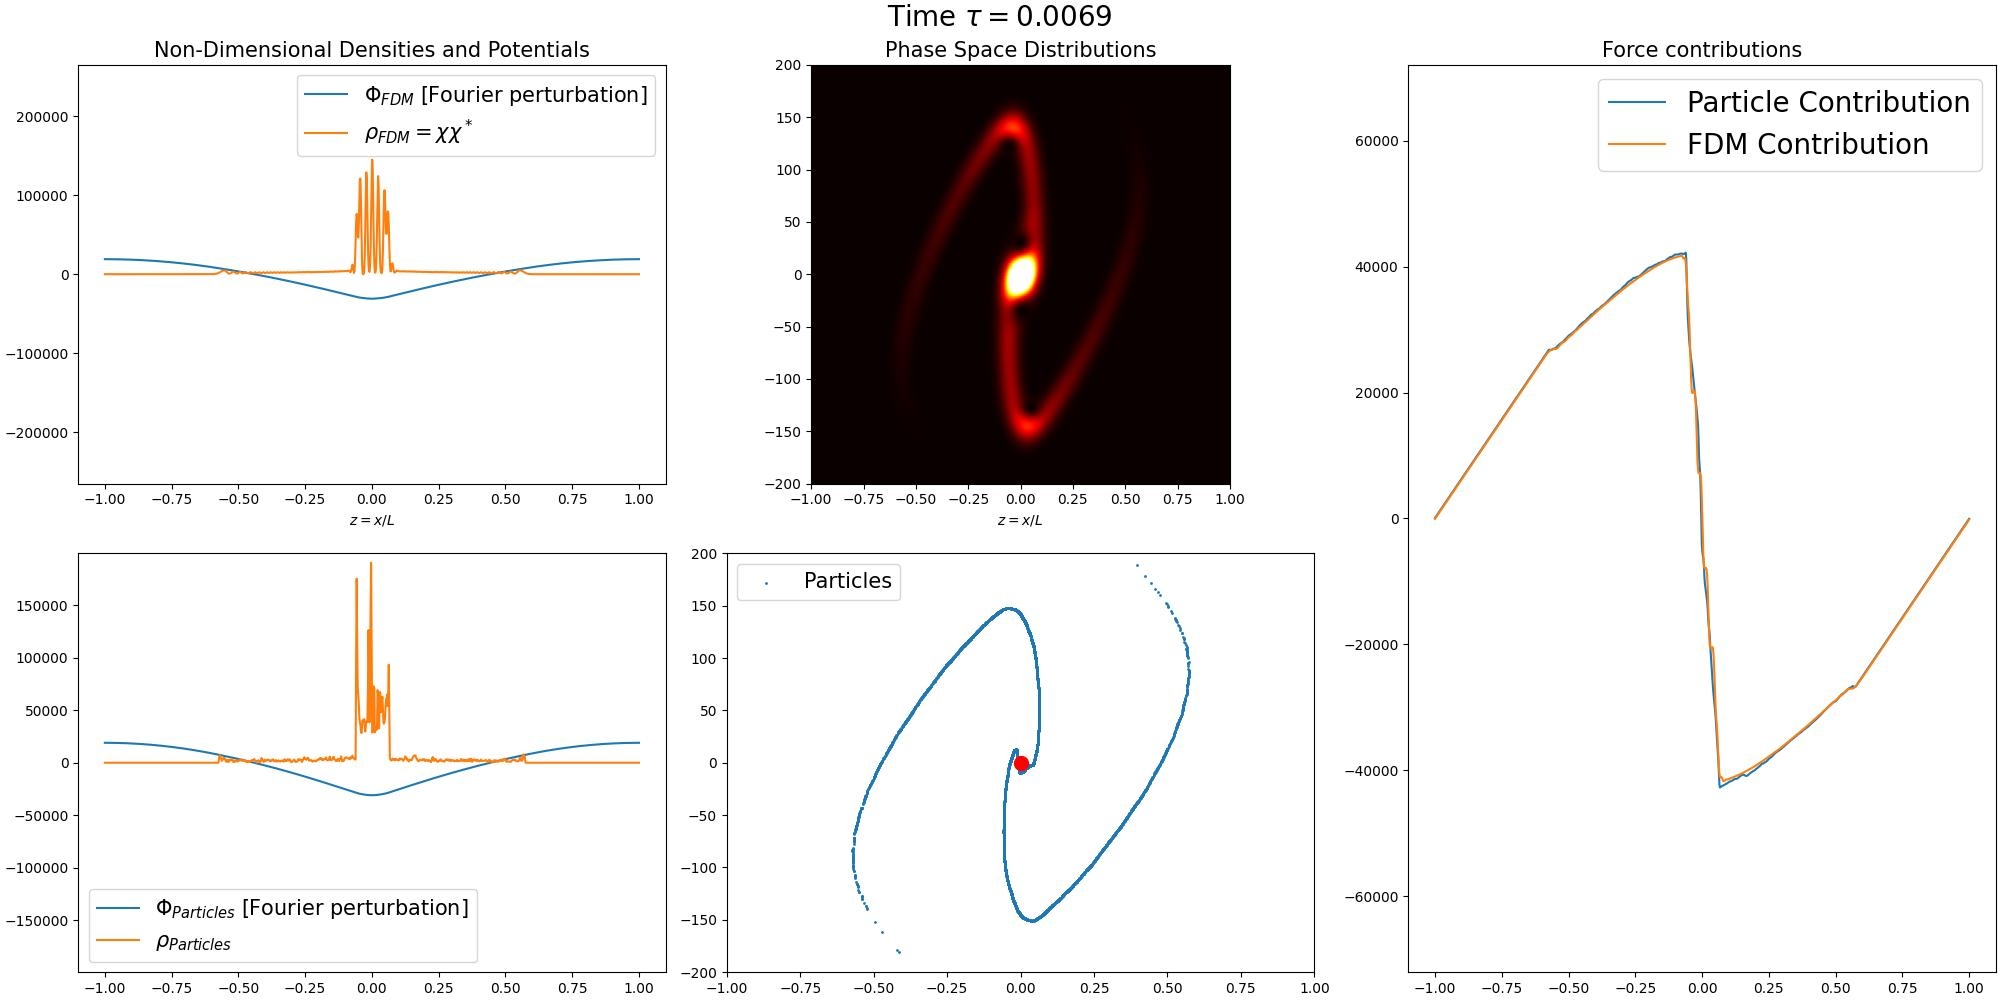 Time τ = 0.0069
Non-Dimensional Densities and Potentials
Φ_FDM [Fourier perturbation]
ρ_FDM = χχ*
200000
100000
0
−100000
−200000
−1.00 −0.75 −0.50 −0.25 0.00 0.25 0.50 0.75 1.00
z = x/L
Phase Space Distributions
200
150
100
50
0
−50
−100
−150
−200
−1.00 −0.75 −0.50 −0.25 0.00 0.25 0.50 0.75 1.00
z = x/L
Force contributions
Particle Contribution
FDM Contribution
60000
40000
20000
0
−20000
−40000
−60000
−1.00 −0.75 −0.50 −0.25 0.00 0.25 0.50 0.75 1.00
150000
100000
50000
0
−50000
−100000
−150000
Φ_Particles [Fourier perturbation]
ρ_Particles
−1.00 −0.75 −0.50 −0.25 0.00 0.25 0.50 0.75 1.00
Particles
200
150
100
50
0
−50
−100
−150
−200
−1.00 −0.75 −0.50 −0.25 0.00 0.25 0.50 0.75 1.00